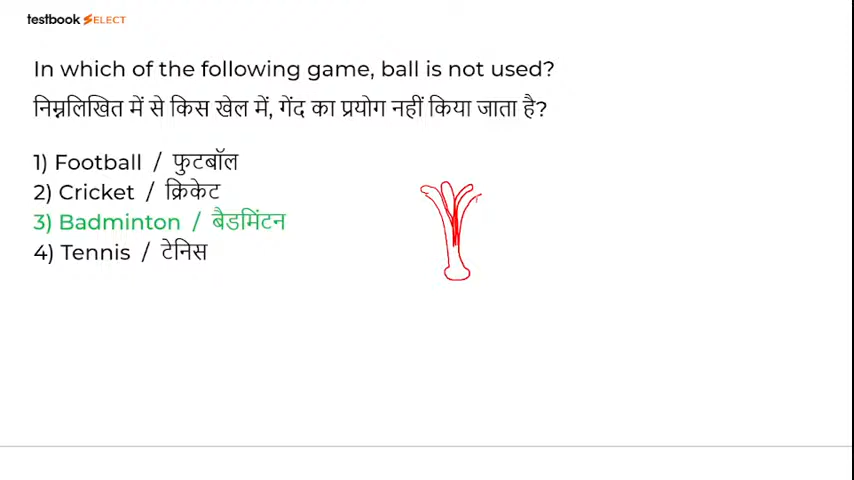 testbook SELECT
In which of the following game, ball is not used?
निम्नलिखित में से किस खेल में, गेंद का प्रयोग नहीं किया जाता है?
1) Football / फुटबॉल
2) Cricket / क्रिकेट
3) Badminton / बैडमिंटन
4) Tennis / टेनिस